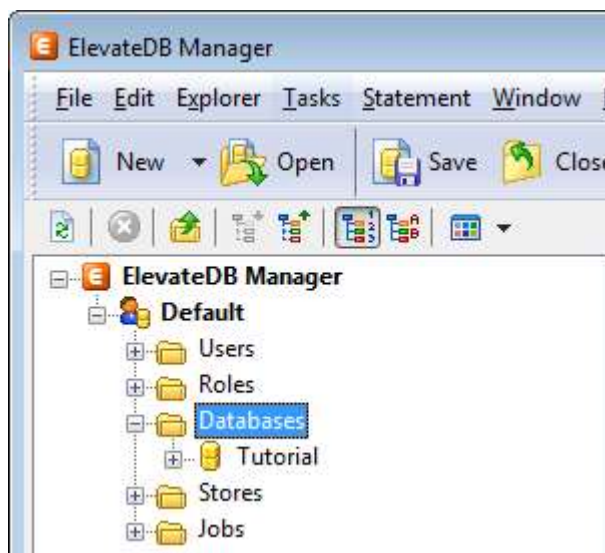 ElevateDB Manager
File Edit Explorer Tasks Statement Window
New Open Save Close
ElevateDB Manager
Default
Users
Roles
Databases
Tutorial
Stores
Jobs